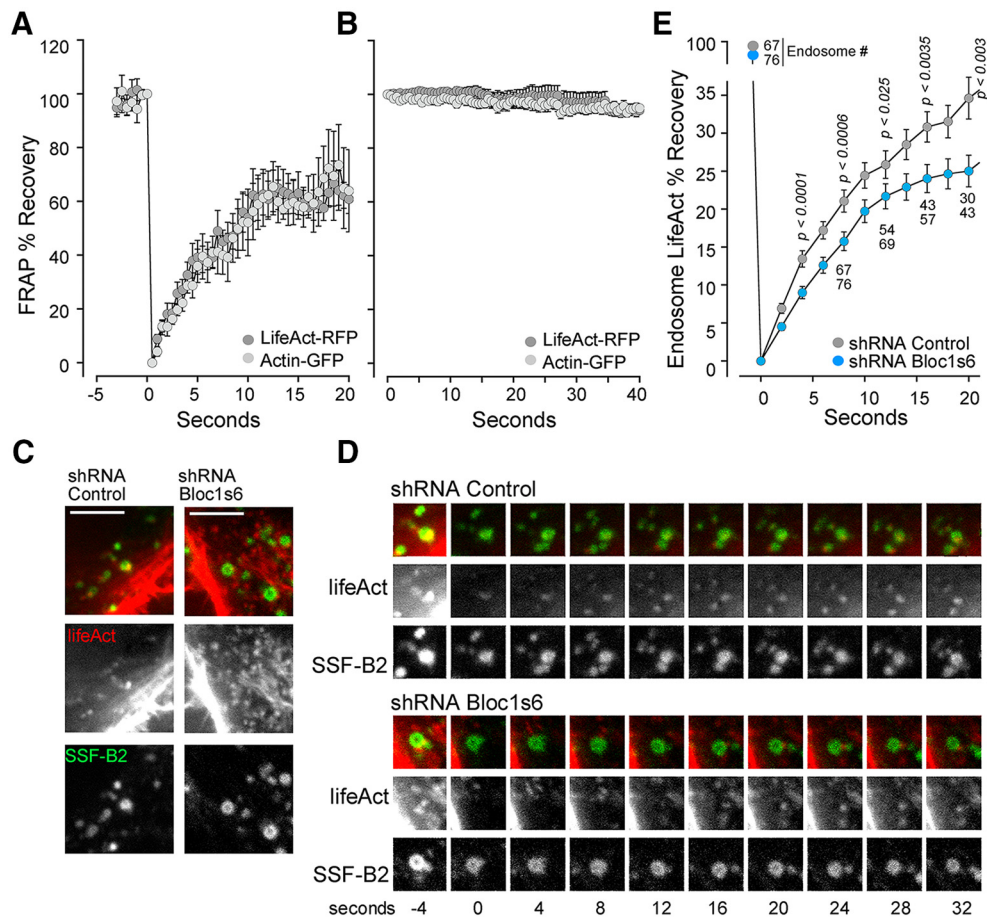 A
120
100
80
60
40
20
0
FRAP % Recovery
-5
0
5
10
15
20
Seconds
LifeAct-RFP
Actin-GFP
B
0
10
20
30
40
Seconds
LifeAct-RFP
Actin-GFP
E
100
35
30
25
20
15
10
5
0
Endosome LifeAct % Recovery
67
76
Endosome #
p < 0.0001
p < 0.0006
p < 0.025
p < 0.0035
p < 0.003
67
76
54
69
43
57
30
43
shRNA Control
shRNA Bloc1s6
0
5
10
15
20
Seconds
C
shRNA
Control
shRNA
Bloc1s6
lifeAct
SSF-B2
D
shRNA Control
lifeAct
SSF-B2
shRNA Bloc1s6
lifeAct
SSF-B2
seconds -4 0 4 8 12 16 20 24 28 32